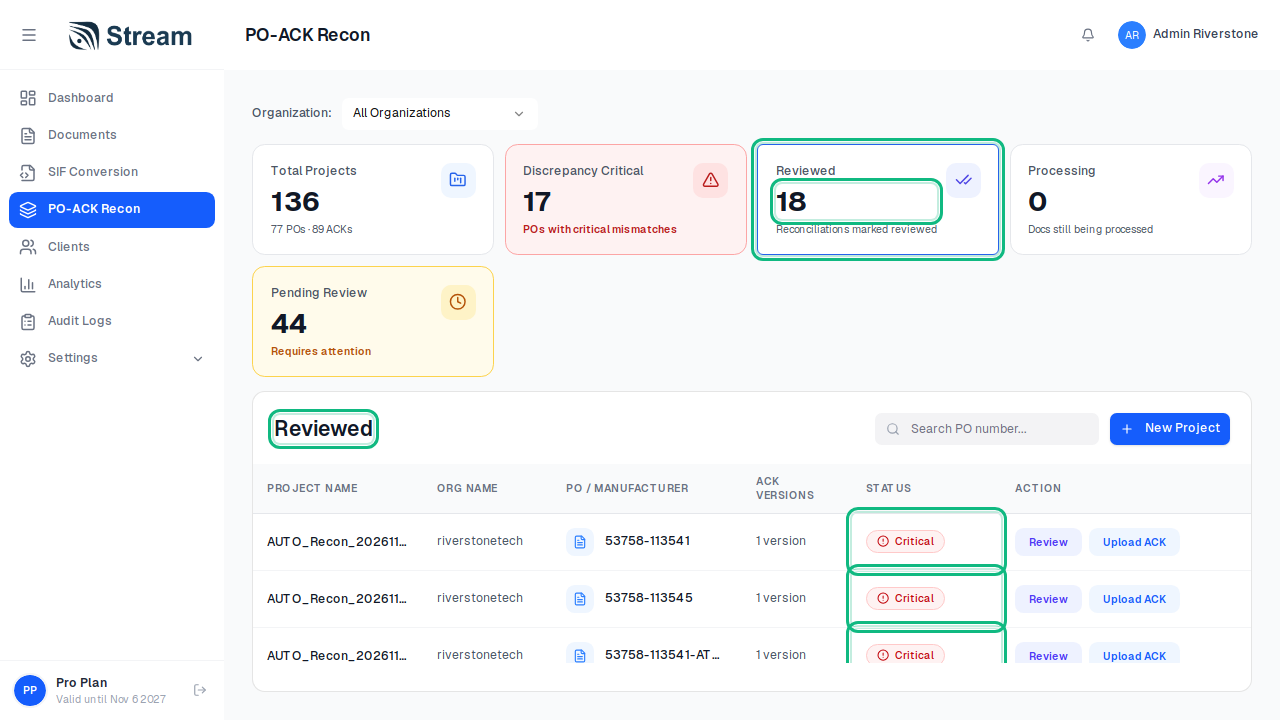 Stream
PO-ACK Recon
AR
Admin Riverstone
Dashboard
Documents
SIF Conversion
PO-ACK Recon
Clients
Analytics
Audit Logs
Settings
Organization:
All Organizations
Total Projects
136
77 POs · 89 ACKs
Discrepancy Critical
17
POs with critical mismatches
Reviewed
18
Reconciliations marked reviewed
Processing
0
Docs still being processed
Pending Review
44
Requires attention
Reviewed
Search PO number...
New Project
PROJECT NAME
ORG NAME
PO / MANUFACTURER
ACK VERSIONS
STATUS
ACTION
AUTO_Recon_202611...
riverstonetech
53758-113541
1 version
Critical
Review
Upload ACK
AUTO_Recon_202611...
riverstonetech
53758-113545
1 version
Critical
Review
Upload ACK
AUTO_Recon_202611...
riverstonetech
53758-113541-AT...
1 version
Critical
Review
Upload ACK
PP
Pro Plan
Valid until Nov 6 2027